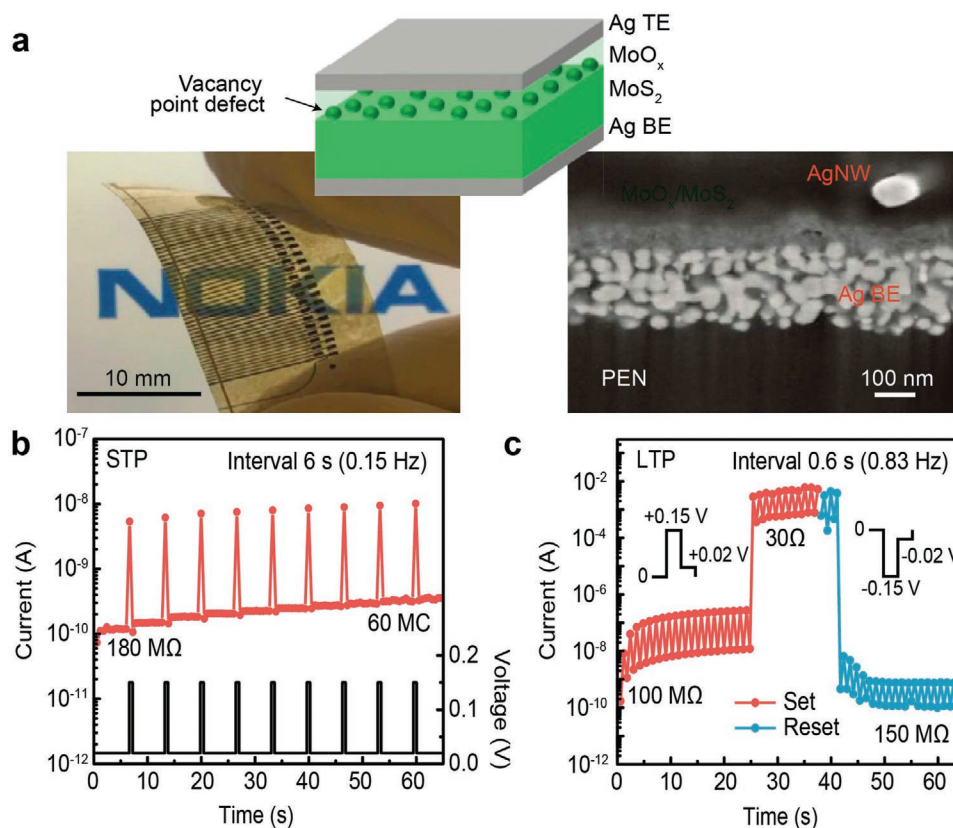 a
Ag TE
MoOₓ
MoS₂
Ag BE
Vacancy
point defect
NOKIA
10 mm
AgNW
MoOₓ/MoS₂
Ag BE
PEN
100 nm
b
STP
Interval 6 s (0.15 Hz)
10⁻⁷
10⁻⁸
10⁻⁹
10⁻¹⁰
10⁻¹¹
10⁻¹²
Current (A)
180 MΩ
60 MC
0.2
0.1
0.0
Voltage (V)
0 10 20 30 40 50 60
Time (s)
c
LTP
Interval 0.6 s (0.83 Hz)
10⁻²
10⁻⁴
10⁻⁶
10⁻⁸
10⁻¹⁰
10⁻¹²
Current (A)
+0.15 V
+0.02 V
0
30Ω
0
-0.02 V
-0.15 V
100 MΩ
Set
Reset
150 MΩ
0 10 20 30 40 50 60
Time (s)